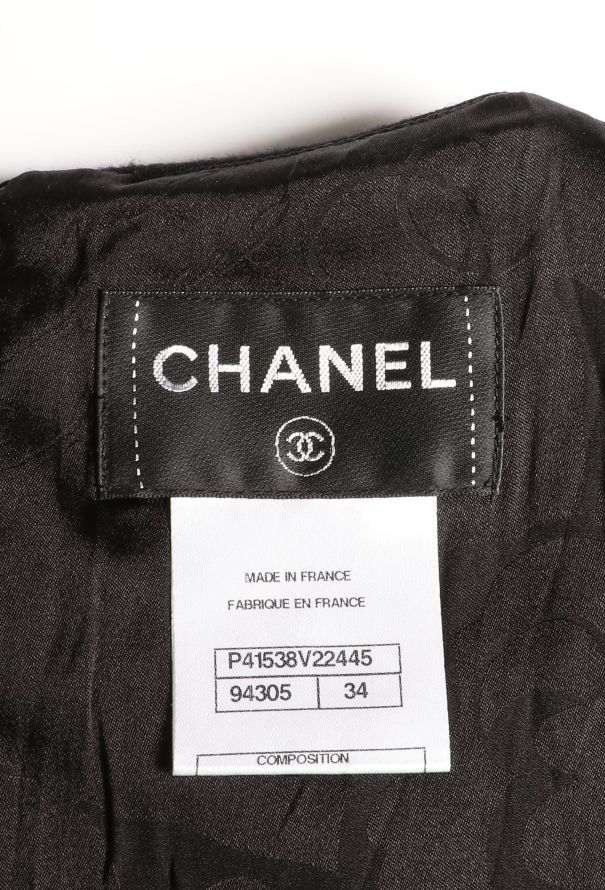 CHANEL
MADE IN FRANCE
FABRIQUE EN FRANCE
P41538V22445
94305 34
COMPOSITION